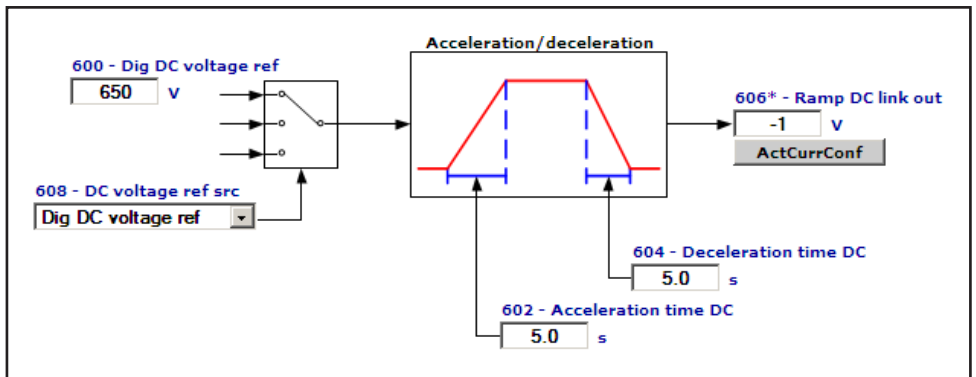 Acceleration/deceleration
600 - Dig DC voltage ref
650 V
606* - Ramp DC link out
-1 V
ActCurrConf
608 - DC voltage ref src
Dig DC voltage ref
604 - Deceleration time DC
5.0 s
602 - Acceleration time DC
5.0 s